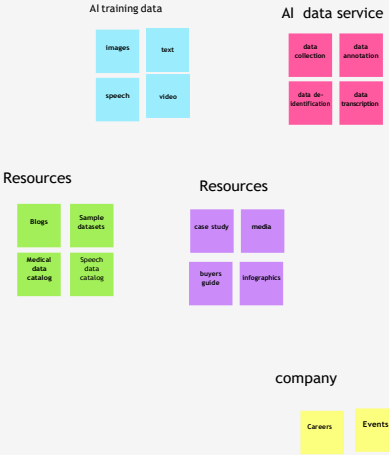 AI training data
AI data service
images
text
data
collection
data
annotation
speech
video
data de-
identification
data
transcription
Resources
Resources
Blogs
Sample
datasets
case study
media
Medical
data
catalog
Speech
data
catalog
buyers
guide
infographics
company
Careers
Events